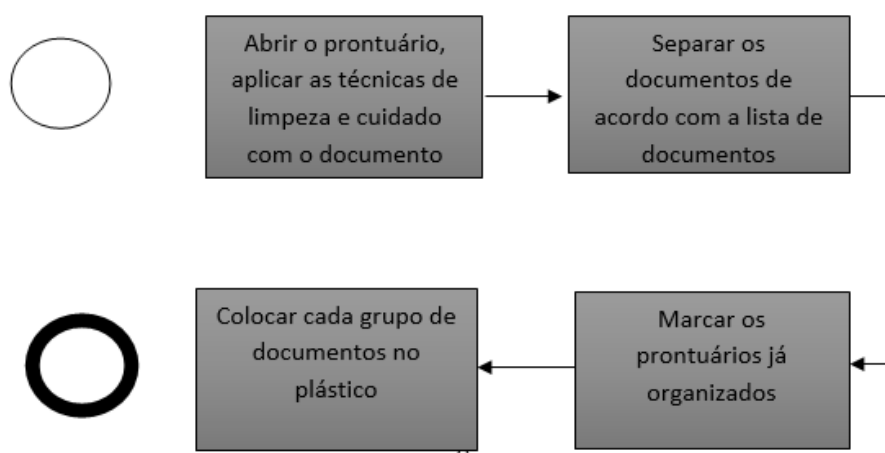 Abrir o prontuário,
aplicar as técnicas de
limpeza e cuidado
com o documento
Separar os
documentos de
acordo com a lista de
documentos
Marcar os
prontuários já
organizados
Colocar cada grupo de
documentos no
plástico